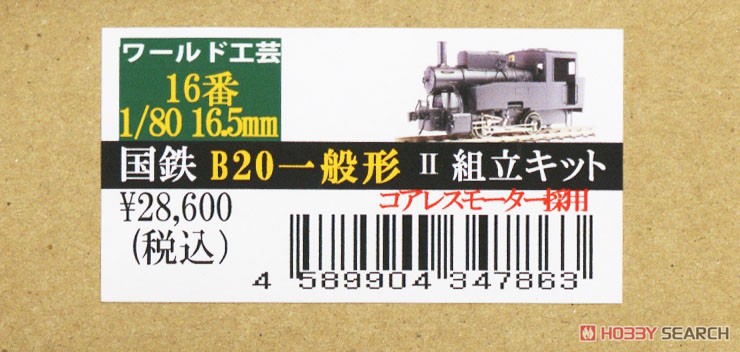 ワールド工芸
16番
1/80 16.5mm
国鉄 B20一般形 Ⅱ 組立キット
コアレスモーター採用
¥28,600
(税込)
4 589904 347863
HOBBY SEARCH